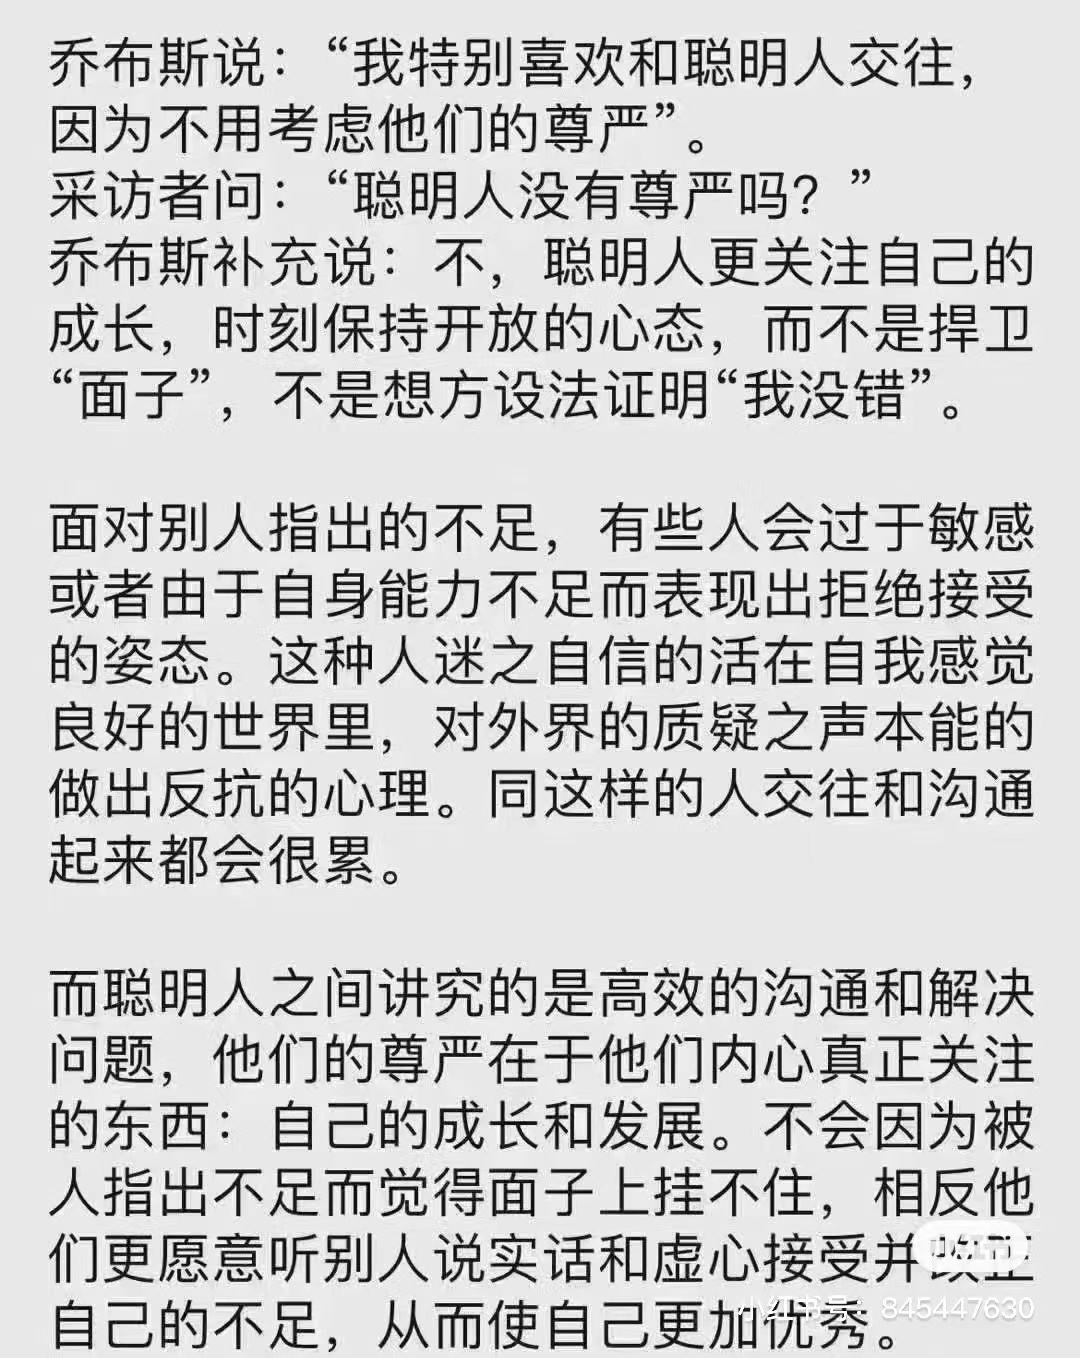 乔布斯说：“我特别喜欢和聪明人交往，
因为不用考虑他们的尊严”。
采访者问：“聪明人没有尊严吗？”
乔布斯补充说：不，聪明人更关注自己的
成长，时刻保持开放的心态，而不是捍卫
“面子”，不是想方设法证明“我没错”。
面对别人指出的不足，有些人会过于敏感
或者由于自身能力不足而表现出拒绝接受
的姿态。这种人迷之自信的活在自我感觉
良好的世界里，对外界的质疑之声本能的
做出反抗的心理。同这样的人交往和沟通
起来都会很累。
而聪明人之间讲究的是高效的沟通和解决
问题，他们的尊严在于他们内心真正关注
的东西：自己的成长和发展。不会因为被
人指出不足而觉得面子上挂不住，相反他
们更愿意听别人说实话和虚心接受并改正
自己的不足，从而使自己更加优秀。
小红书
小红书号：845447630